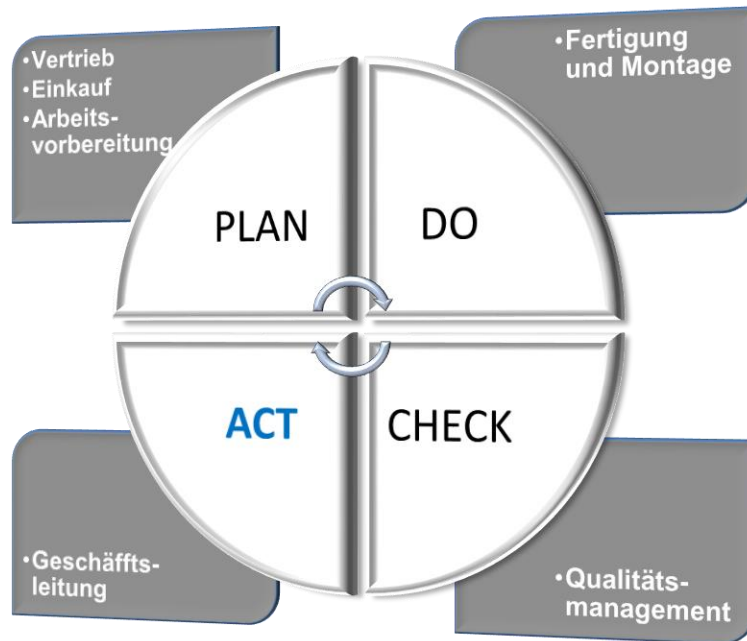 •Vertrieb
•Einkauf
•Arbeits-
vorbereitung
•Fertigung
und Montage
PLAN
DO
ACT
CHECK
•Geschäffts-
leitung
•Qualitäts-
management